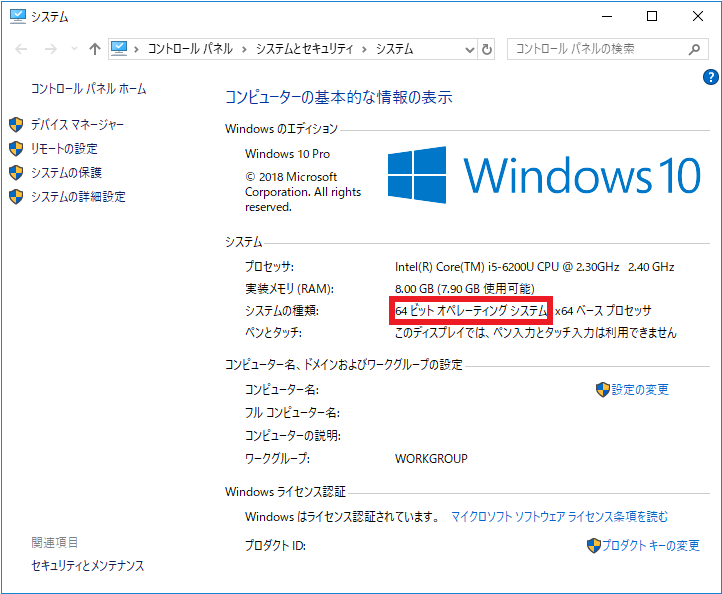 システム
コントロール パネル › システムとセキュリティ › システム
コントロール パネルの検索
?
コントロール パネル ホーム
デバイス マネージャー
リモートの設定
システムの保護
システムの詳細設定
コンピューターの基本的な情報の表示
Windows のエディション
Windows 10 Pro
© 2018 Microsoft
Corporation. All rights
reserved.
Windows 10
システム
プロセッサ: Intel(R) Core(TM) i5-6200U CPU @ 2.30GHz 2.40 GHz
実装メモリ (RAM): 8.00 GB (7.90 GB 使用可能)
システムの種類: 64 ビット オペレーティング システム x64 ベース プロセッサ
ペンとタッチ: このディスプレイでは、ペン入力とタッチ入力は利用できません
コンピューター名、ドメインおよびワークグループの設定
コンピューター名: 設定の変更
フル コンピューター名:
コンピューターの説明:
ワークグループ: WORKGROUP
Windows ライセンス認証
Windows はライセンス認証されています。 マイクロソフト ソフトウェア ライセンス条項を読む
プロダクト ID: プロダクト キーの変更
関連項目
セキュリティとメンテナンス